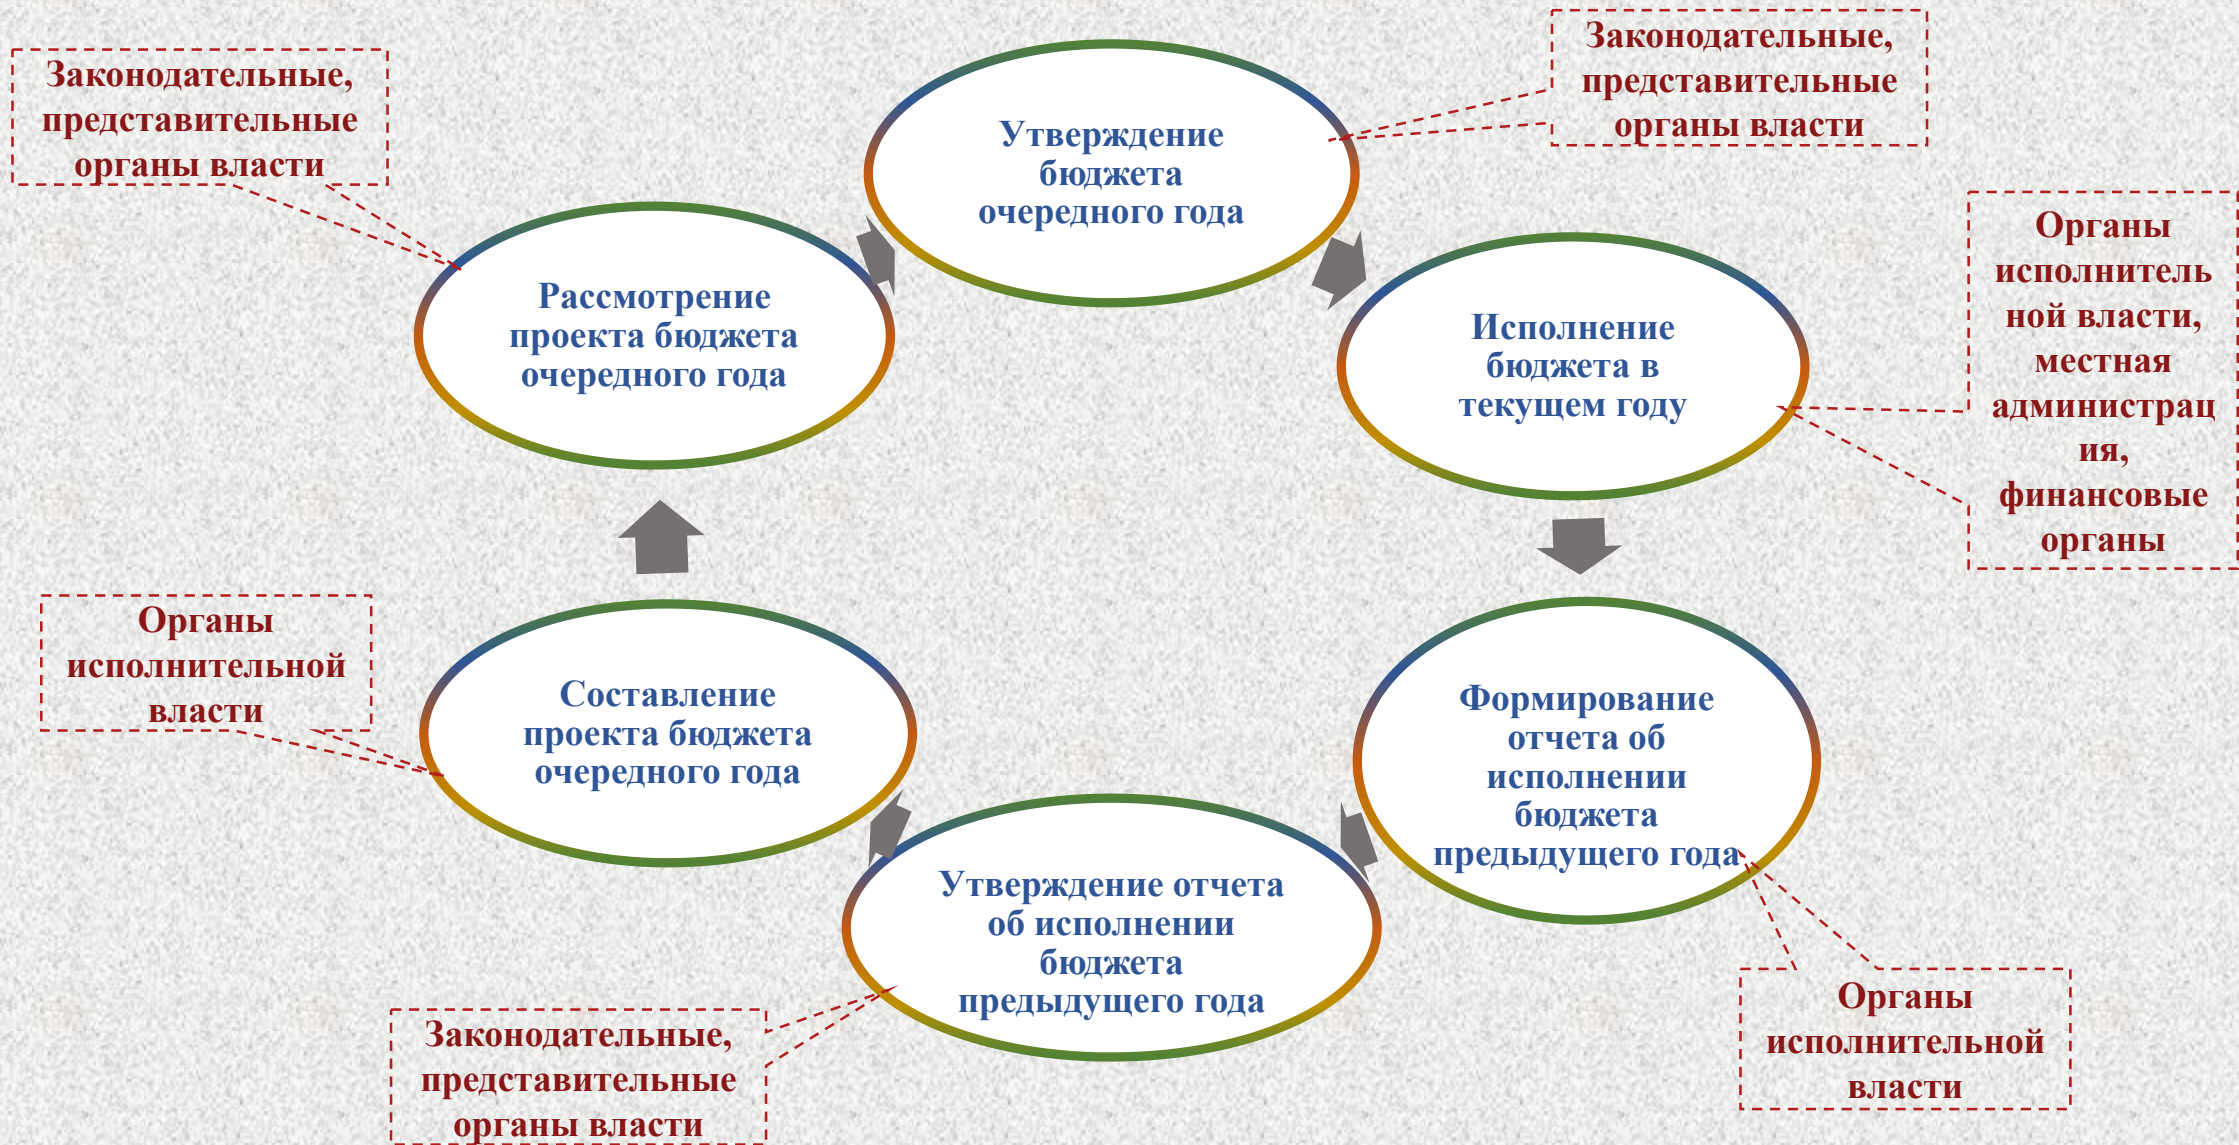 Законодательные,
представительные
органы власти
Утверждение
бюджета
очередного года
Законодательные,
представительные
органы власти
Рассмотрение
проекта бюджета
очередного года
Исполнение
бюджета в
текущем году
Органы
исполнитель
ной власти,
местная
администрац
ия,
финансовые
органы
Органы
исполнительной
власти
Составление
проекта бюджета
очередного года
Формирование
отчета об
исполнении
бюджета
предыдущего года
Утверждение отчета
об исполнении
бюджета
предыдущего года
Законодательные,
представительные
органы власти
Органы
исполнительной
власти